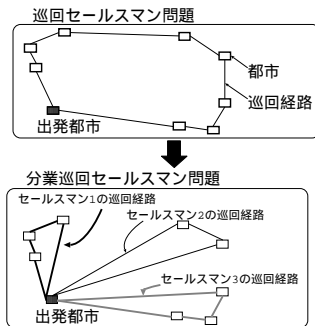 巡回セールスマン問題
都市
巡回経路
出発都市
分業巡回セールスマン問題
セールスマン1の巡回経路
セールスマン2の巡回経路
セールスマン3の巡回経路
出発都市